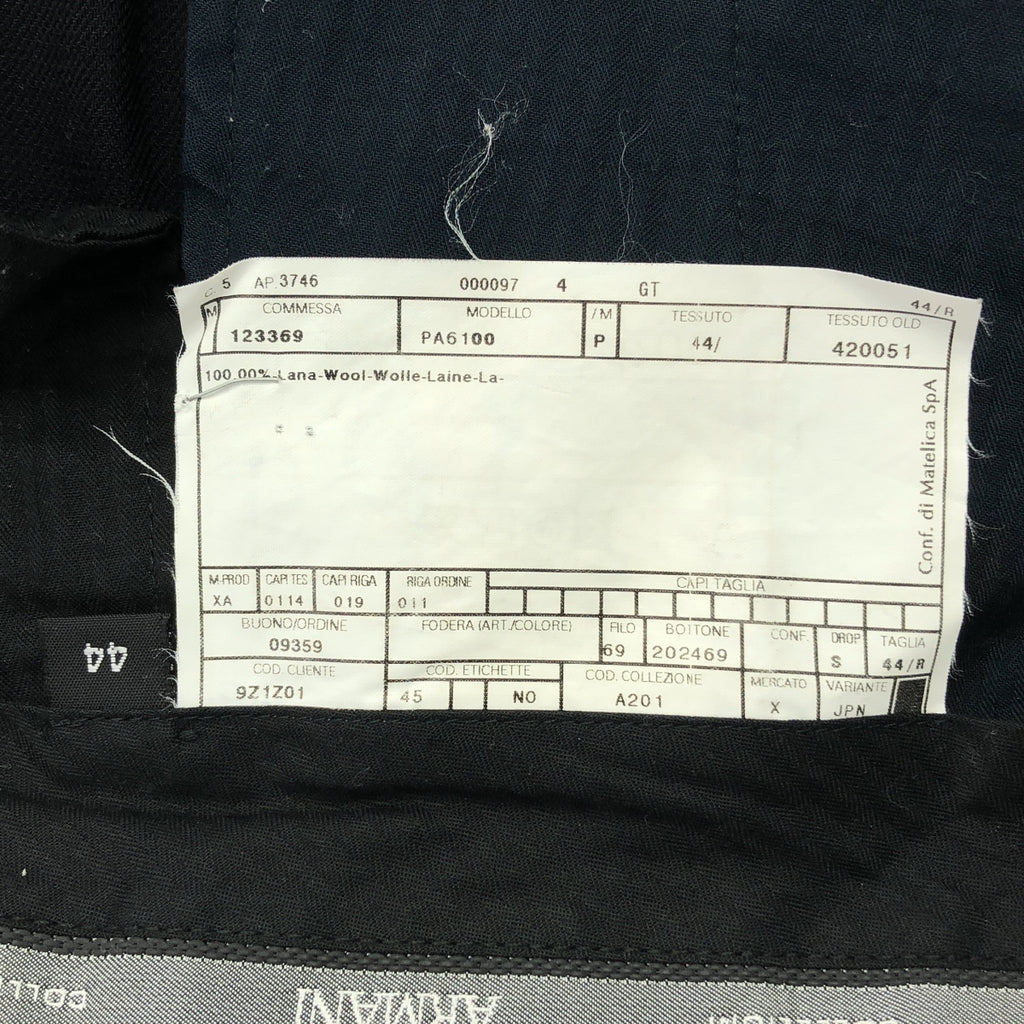 C. 5 AP. 3746 000097 4 GT 44/R
M COMMESSA MODELLO /M TESSUTO TESSUTO OLD
123369 PA6100 P 44/ 420051
100.00%-Lana-Wool-Wolle-Laine-La-
Conf. di Matelica SpA
M-PROD CAPI TES CAPI RIGA RIGA ORDINE CAPI TAGLIA
XA 0114 019 011
BUONO/ORDINE FODERA (ART./COLORE) FILO BOTTONE CONF. DROP TAGLIA
09359 69 202469 S 44/R
COD. CLIENTE COD. ETICHETTE COD. COLLEZIONE MERCATO VARIANTE
9Z1Z01 45 NO A201 X JPN
44
COLL
ARMANI
COLLEZIONI